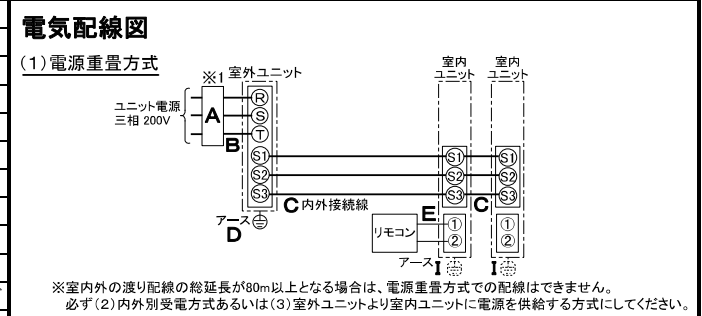 電気配線図
(1)電源重畳方式
※1 室外ユニット
室内
ユニット
室内
ユニット
ユニット電源
三相 200V
A
B
R
S
T
S1
S2
S3
S1
S2
S3
S1
S2
S3
C 内外接続線
C
アース
D
リモコン
E
①
②
①
②
アース I
I
※室内外の渡り配線の総延長が80m以上となる場合は、電源重畳方式での配線はできません。
必ず(2)内外別受電方式あるいは(3)室外ユニットより室内ユニットに電源を供給する方式にしてください。